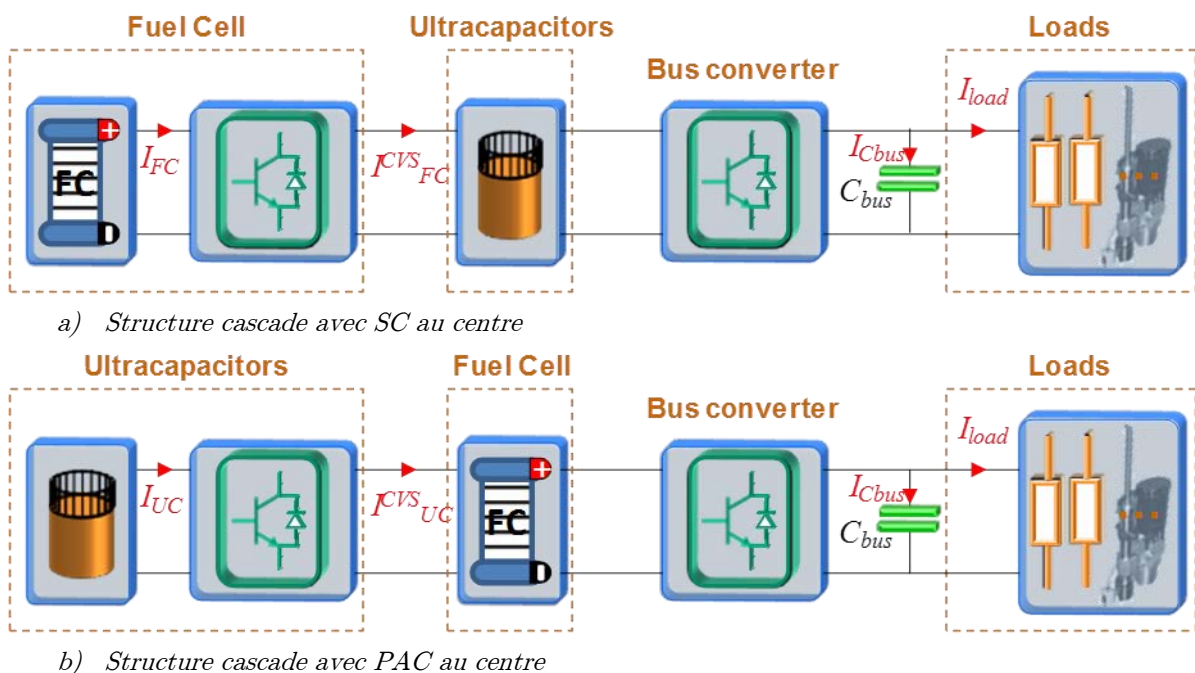 Fuel Cell
Ultracapacitors
Loads
Bus converter
I_load
I_FC
I^CVS_FC
I_Cbus
C_bus
FC
+
a) Structure cascade avec SC au centre
Ultracapacitors
Fuel Cell
Loads
Bus converter
I_load
I_UC
I^CVS_UC
I_Cbus
C_bus
+
FC
b) Structure cascade avec PAC au centre